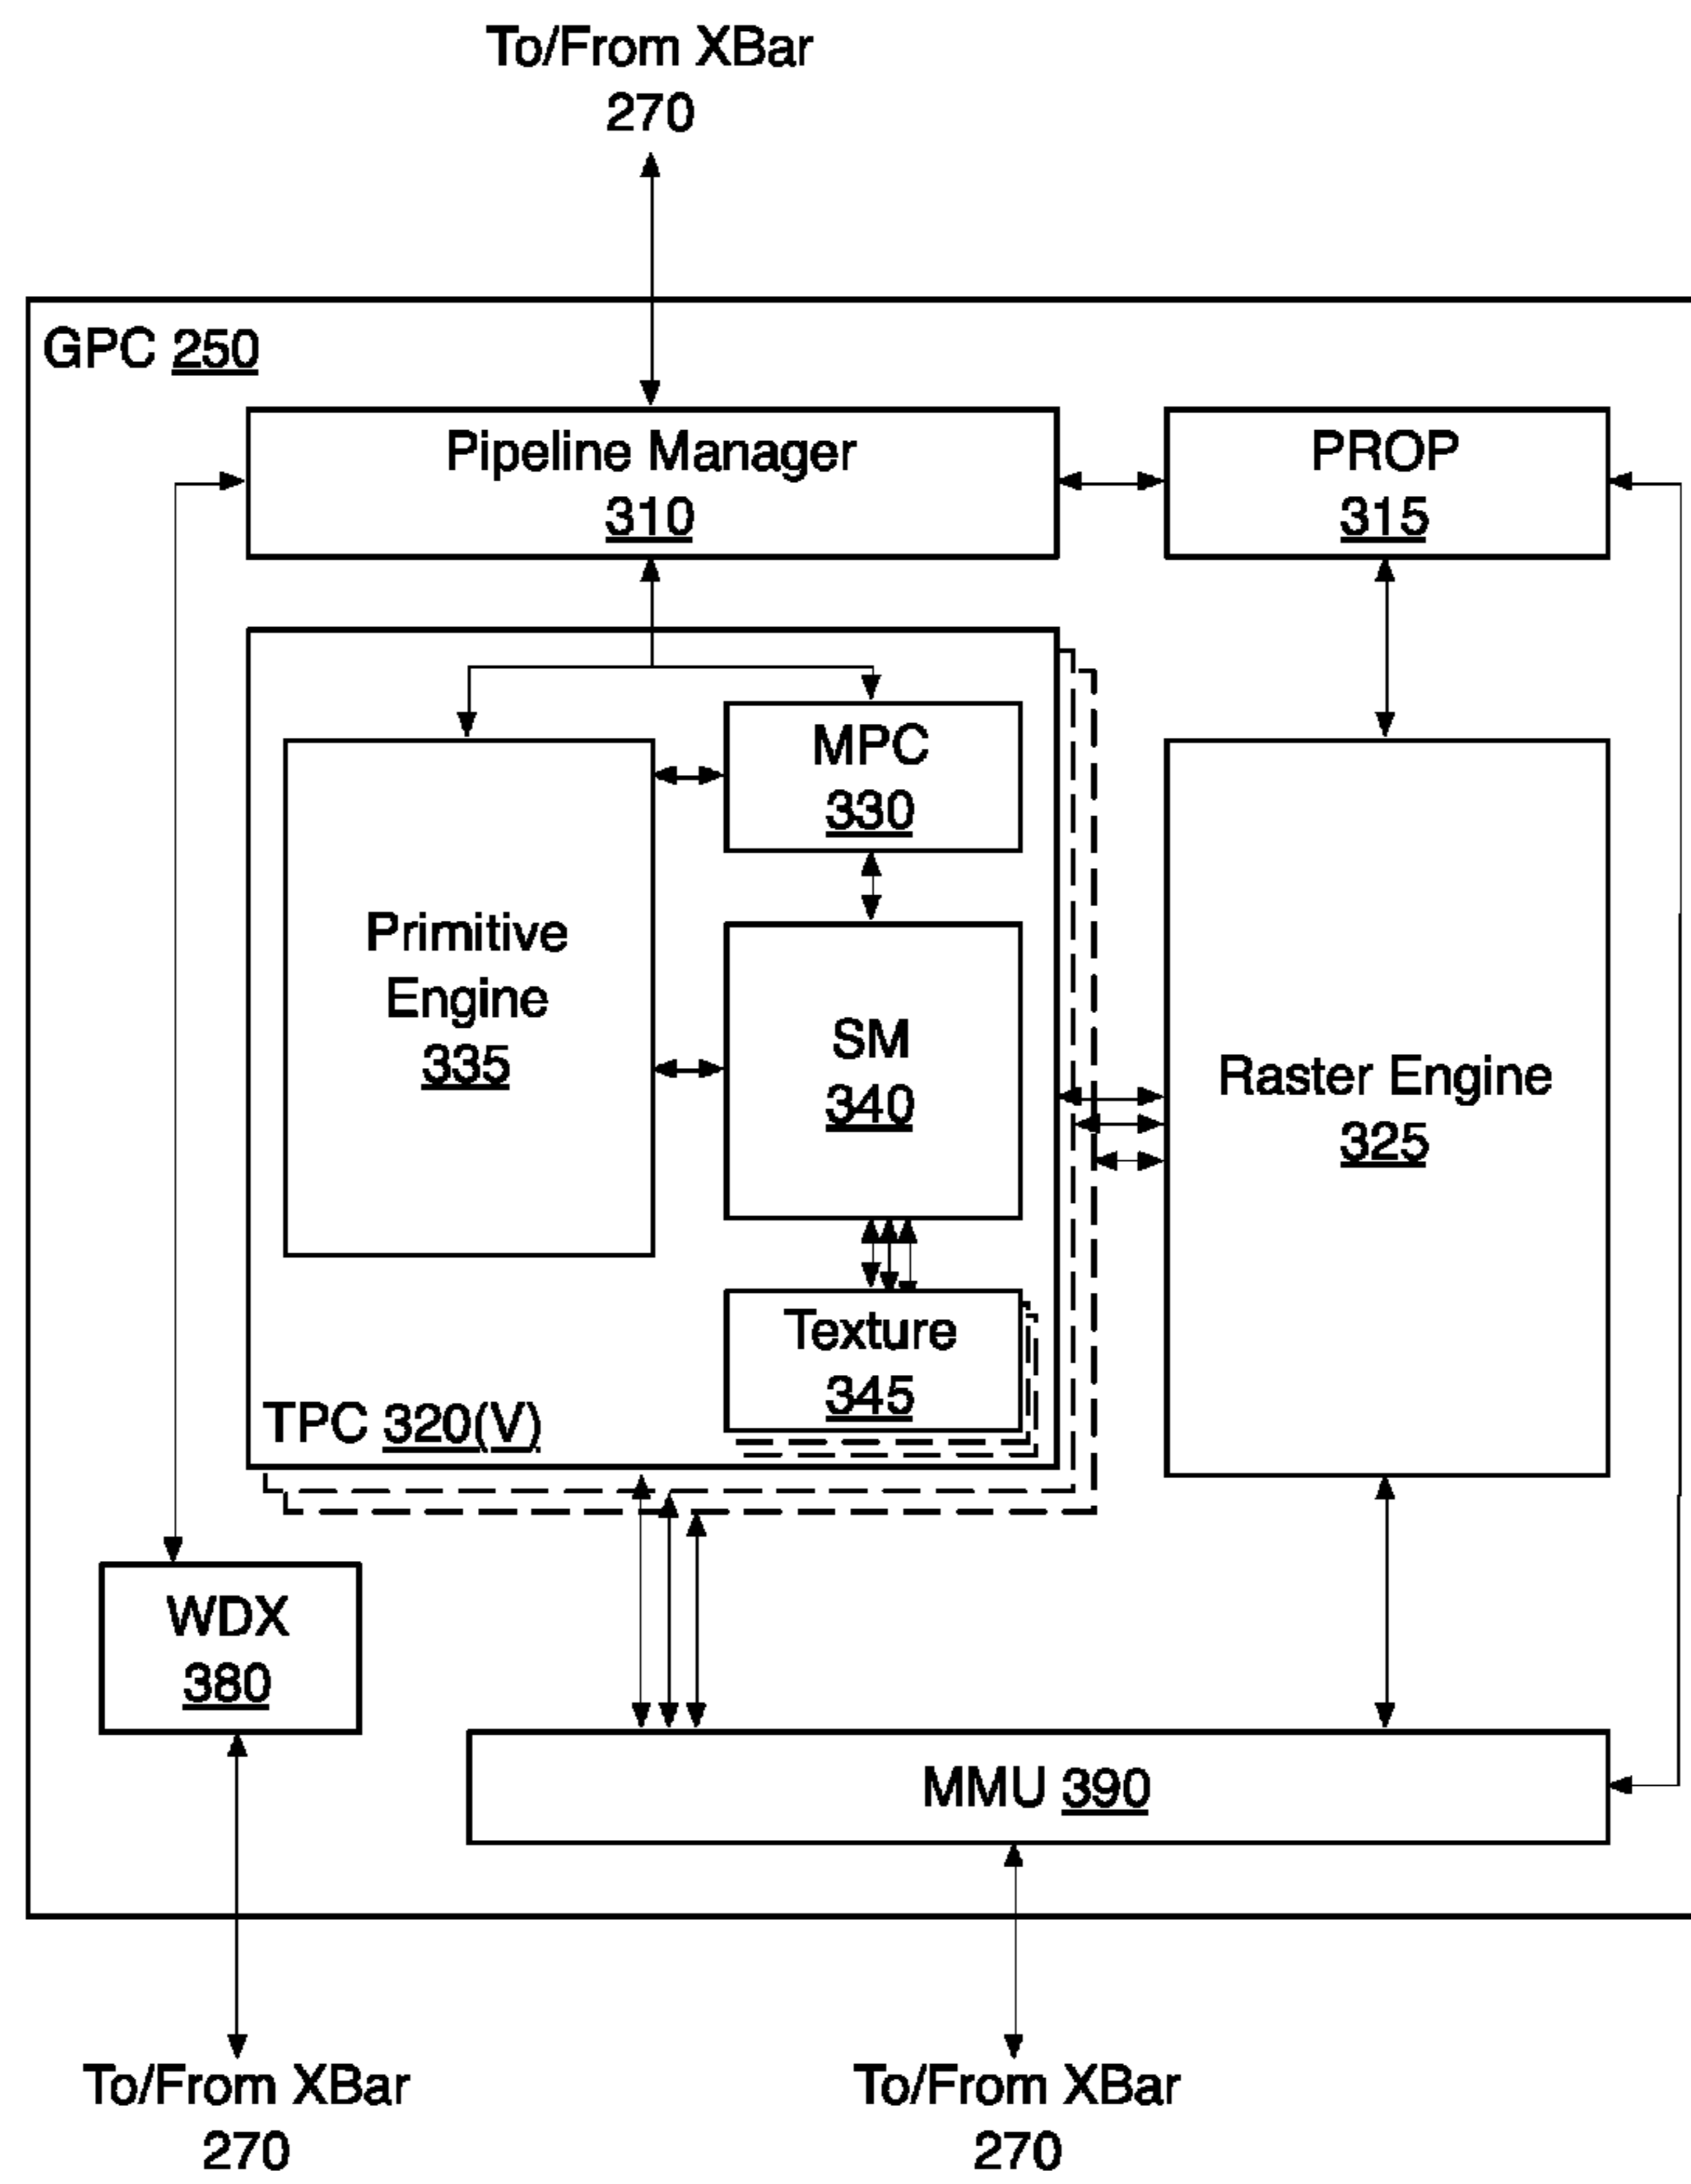 To/From XBar
270
GPC 250
Pipeline Manager
310
PROP
315
MPC
330
Primitive
Engine
335
SM
340
Raster Engine
325
Texture
345
TPC 320(V)
WDX
380
MMU 390
To/From XBar
270
To/From XBar
270